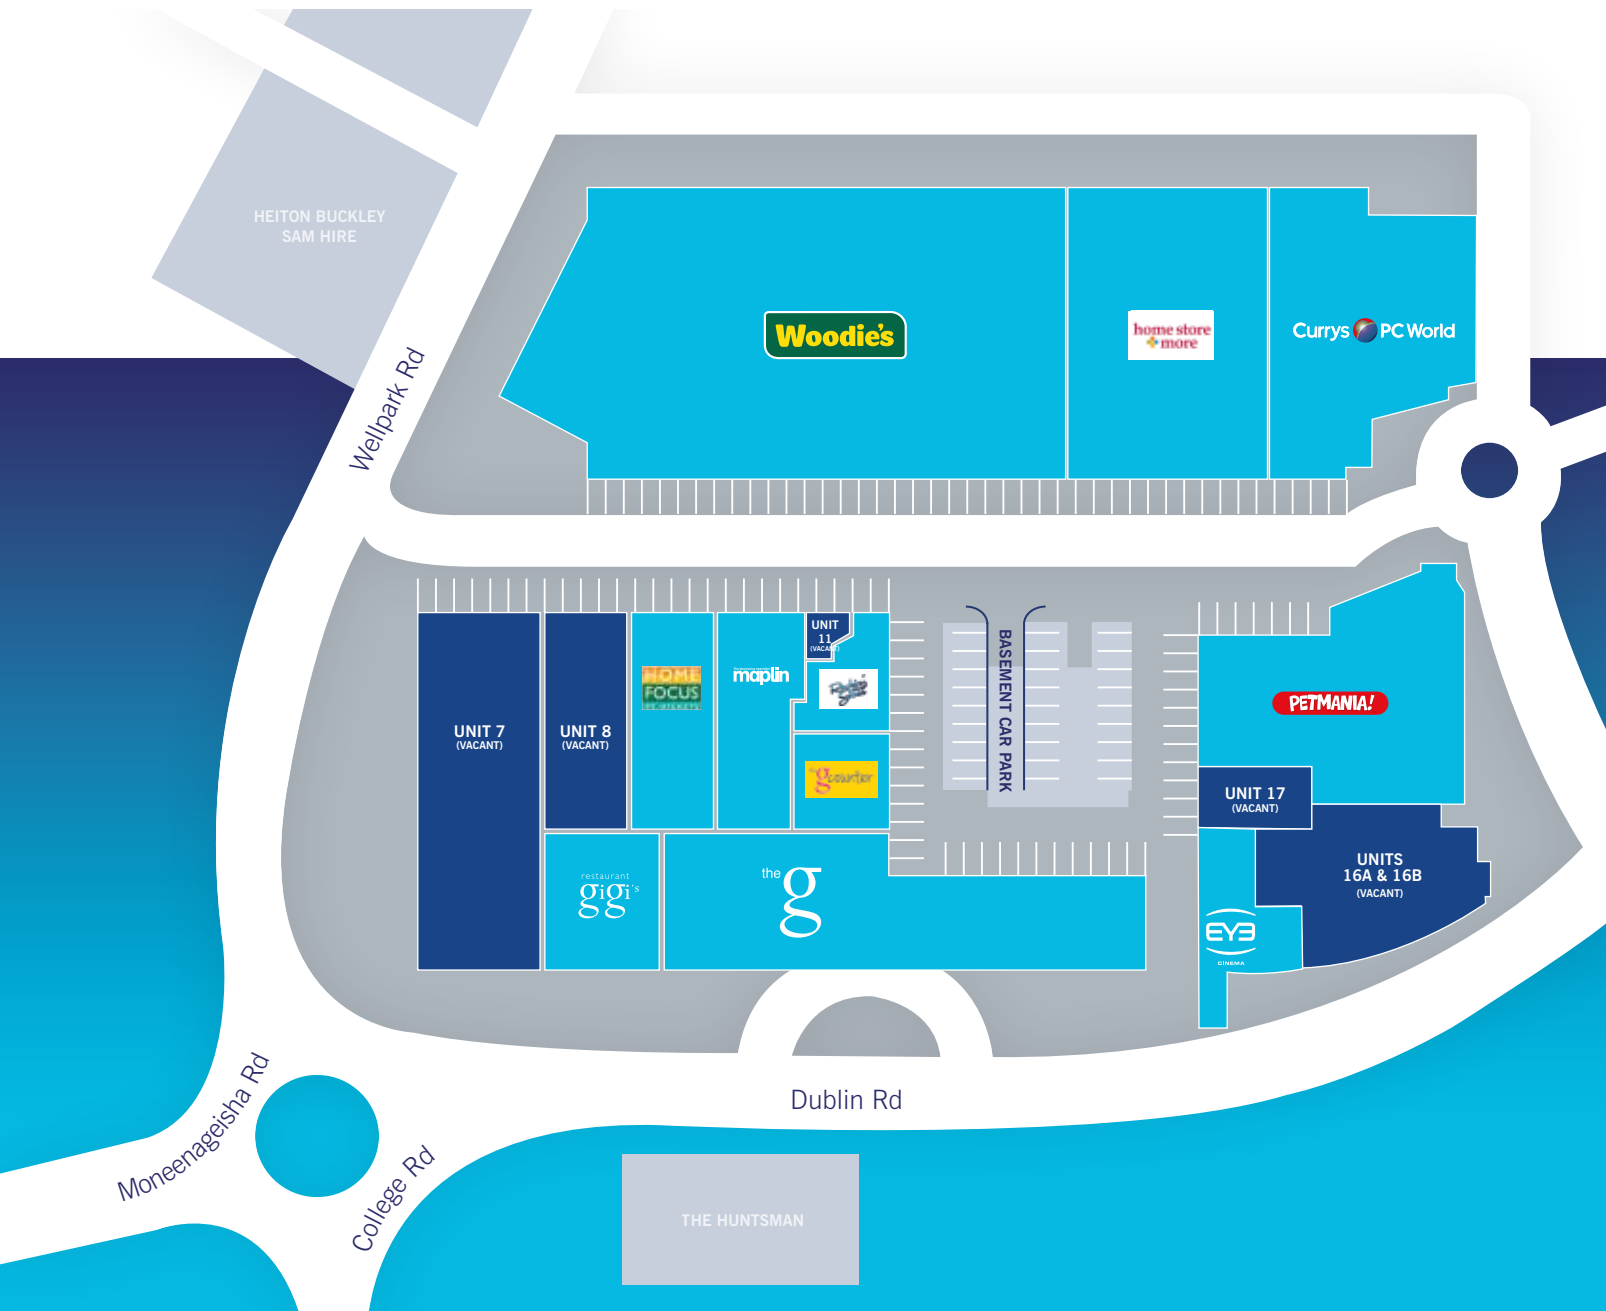 HEITON BUCKLEY
SAM HIRE
Wellpark Rd
Woodie's
home store
+more
Currys PC World
UNIT 7
(VACANT)
UNIT 8
(VACANT)
HOME
FOCUS
maplin
UNIT
11
(VACANT)
g counter
BASEMENT CAR PARK
PETMANIA!
UNIT 17
(VACANT)
UNITS
16A & 16B
(VACANT)
restaurant
gigi's
the
g
EYE
CINEMA
Dublin Rd
Moneenageisha Rd
College Rd
THE HUNTSMAN